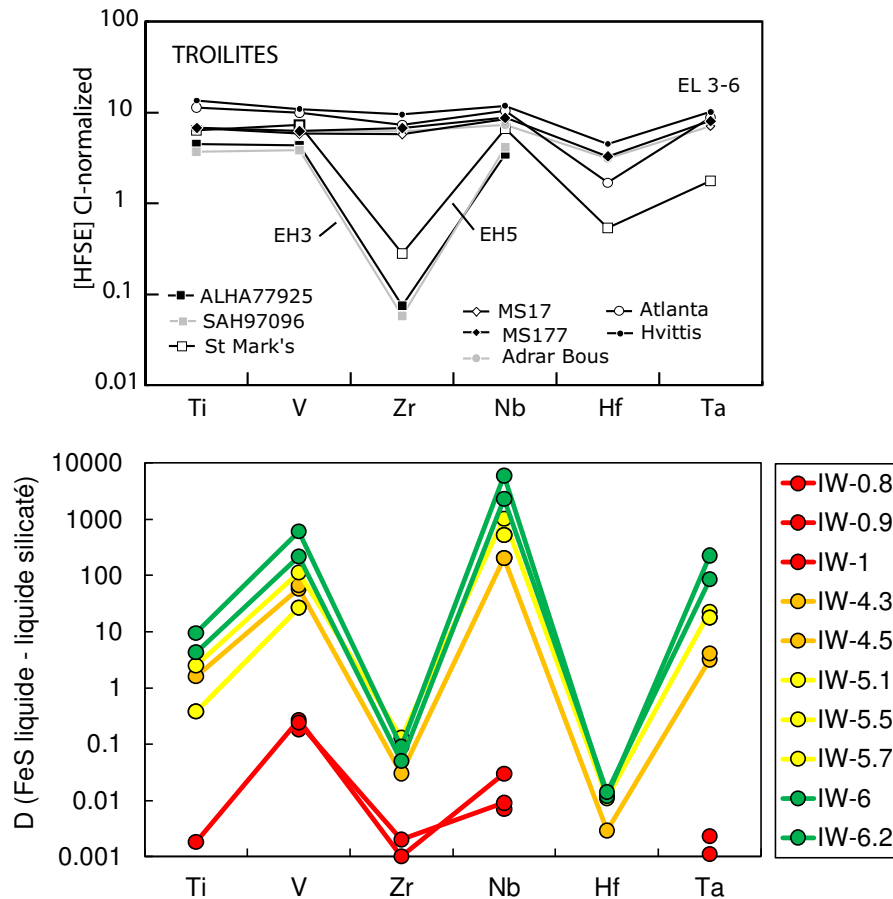 100
TROILITES
EL 3-6
10
1
EH3
EH5
0.1
0.01
[HFSE] CI-normalized
ALHA77925
SAH97096
St Mark's
MS17
MS177
Adrar Bous
Atlanta
Hvittis
Ti V Zr Nb Hf Ta
D (FeS liquide - liquide silicaté)
10000
1000
100
10
1
0.1
0.01
0.001
Ti V Zr Nb Hf Ta
IW-0.8
IW-0.9
IW-1
IW-4.3
IW-4.5
IW-5.1
IW-5.5
IW-5.7
IW-6
IW-6.2